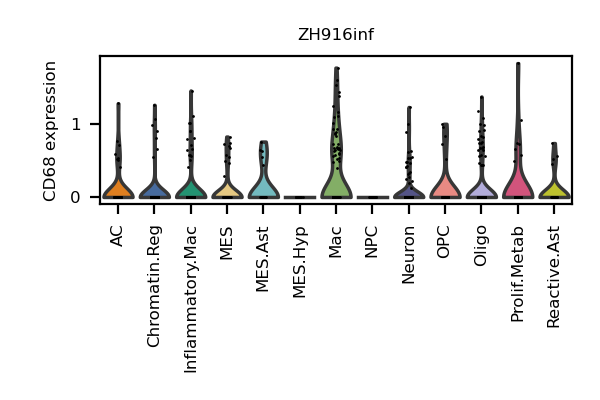 ZH916inf
CD68 expression
1
0
AC
Chromatin.Reg
Inflammatory.Mac
MES
MES.Ast
MES.Hyp
Mac
NPC
Neuron
OPC
Oligo
Prolif.Metab
Reactive.Ast